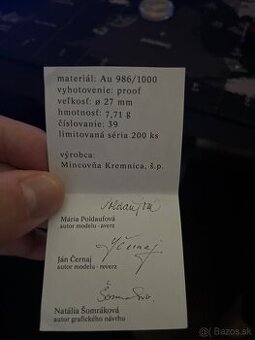 materiál: Au 986/1000
vyhotovenie: proof
veľkosť: ø 27 mm
hmotnosť: 7,71 g
číslovanie: 39
limitovaná séria 200 ks
výrobca:
Mincovňa Kremnica, š.p.
Mária Poldaufová
autor modelu - averz
Ján Černaj
autor modelu - reverz
Natália Šomráková
autor grafického návrhu
Bazos.sk